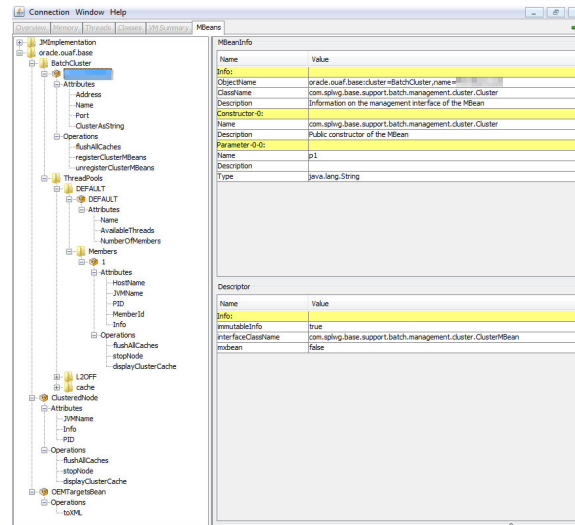 Connection Window Help
Overview Memory Threads Classes VM Summary MBeans
JMImplementation
oracle.ouaf.base
BatchCluster
Attributes
Address
Name
Port
ClusterAsString
Operations
flushAllCaches
registerClusterMBeans
unregisterClusterMBeans
ThreadPools
DEFAULT
DEFAULT
Attributes
Name
AvailableThreads
NumberOfMembers
Members
1
Attributes
HostName
JVMName
PID
MemberId
Info
Operations
flushAllCaches
stopNode
displayClusterCache
L2OFF
cache
ClusteredNode
Attributes
JVMName
Info
PID
Operations
flushAllCaches
stopNode
displayClusterCache
OEMTargetsBean
Operations
toXML
MBeanInfo
Name Value
Info:
ObjectName oracle.ouaf.base:cluster=BatchCluster,name=
ClassName com.splwg.base.support.batch.management.cluster.Cluster
Description Information on the management interface of the MBean
Constructor-0:
Name com.splwg.base.support.batch.management.cluster.Cluster
Description Public constructor of the MBean
Parameter-0-0:
Name p1
Description
Type java.lang.String
Descriptor
Name Value
Info:
immutableInfo true
interfaceClassName com.splwg.base.support.batch.management.cluster.ClusterMBean
mxbean false